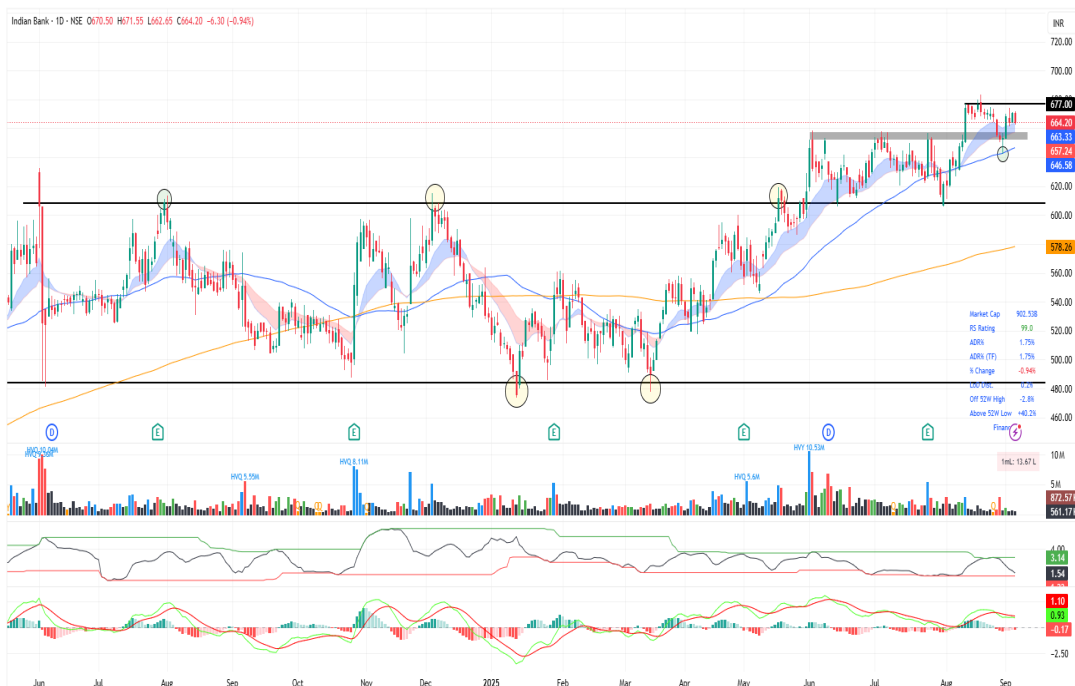 Indian Bank · 1D · NSE O670.50 H671.55 L662.65 C664.20 -6.30 (-0.94%)
INR
720.00
700.00
677.00
664.20
663.33
657.24
646.58
620.00
600.00
578.26
560.00
540.00
520.00
500.00
480.00
460.00
Market Cap 902.53B
RS Rating 99.0
ADR% 1.75%
ADR% (TF) 1.75%
% Change -0.94%
0.2%
Off 52W High -2.8%
Above 52W Low +40.2%
Financ
D E E E E D E
HVQ 8.11M
HVQ 5.55M
HVQ 5.6M
HVY 10.53M
1mL: 13.67 L
10M
5M
872.57K
561.17K
4.00
3.14
1.54
1.10
0.93
-0.17
-2.50
Jun Jul Aug Sep Oct Nov Dec 2025 Feb Mar Apr May Jun Jul Aug Sep